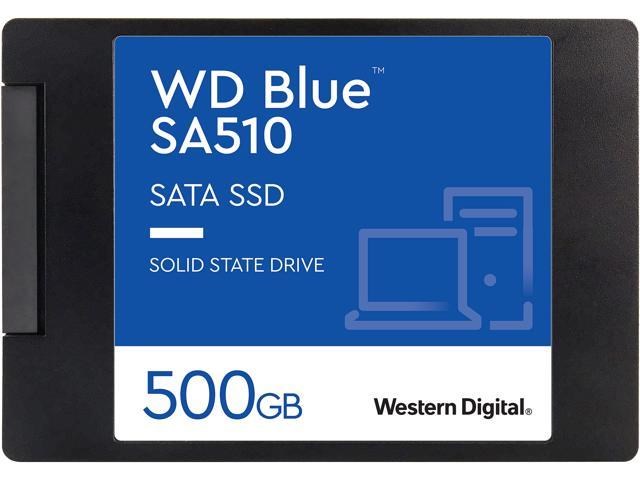 WD Blue™
SA510
SATA SSD
SOLID STATE DRIVE
500GB
Western Digital®